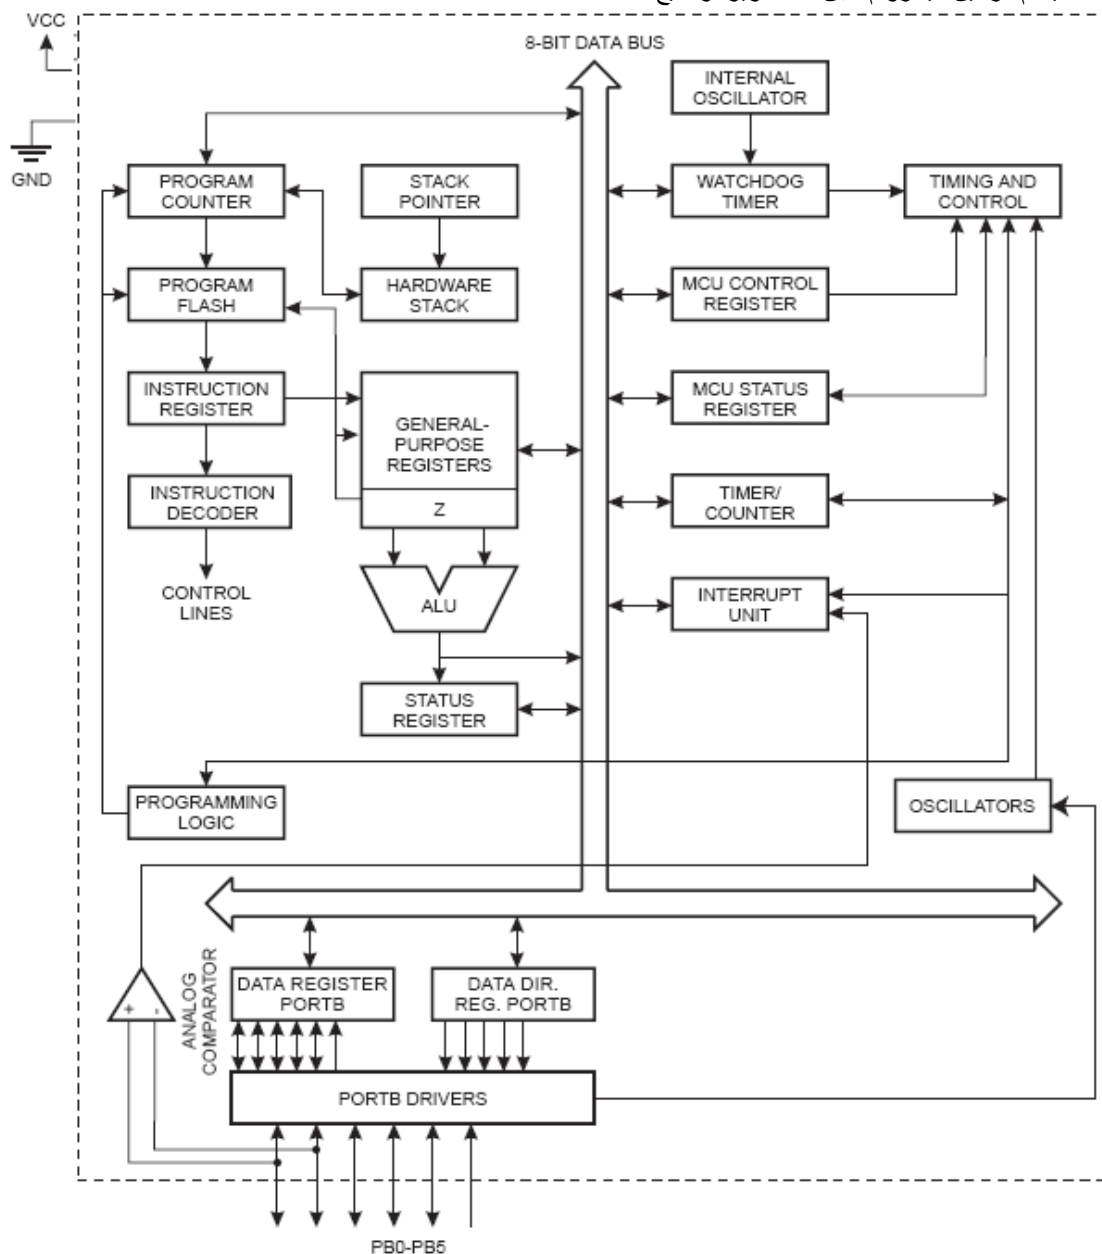 VCC
8-BIT DATA BUS
INTERNAL
OSCILLATOR
GND
PROGRAM
COUNTER
STACK
POINTER
WATCHDOG
TIMER
TIMING AND
CONTROL
PROGRAM
FLASH
HARDWARE
STACK
MCU CONTROL
REGISTER
INSTRUCTION
REGISTER
GENERAL-
PURPOSE
REGISTERS
MCU STATUS
REGISTER
INSTRUCTION
DECODER
Z
TIMER/
COUNTER
CONTROL
LINES
ALU
INTERRUPT
UNIT
STATUS
REGISTER
PROGRAMMING
LOGIC
OSCILLATORS
ANALOG
COMPARATOR
+ -
DATA REGISTER
PORTB
DATA DIR.
REG. PORTB
PORTB DRIVERS
PB0-PB5